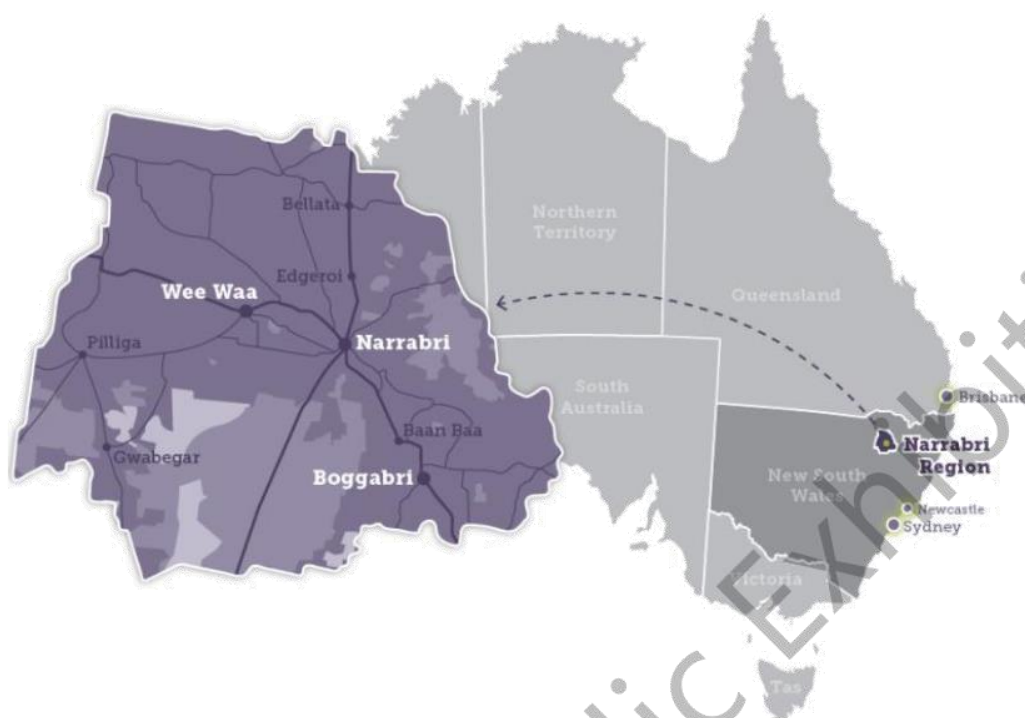 Bellata
Edgeroi
Wee Waa
Narrabri
Pilliga
Baan Baa
Gwabegar
Boggabri
Northern
Territory
Queensland
South
Australia
Brisbane
Narrabri
Region
New South
Wales
Newcastle
Sydney
Victoria
Tas